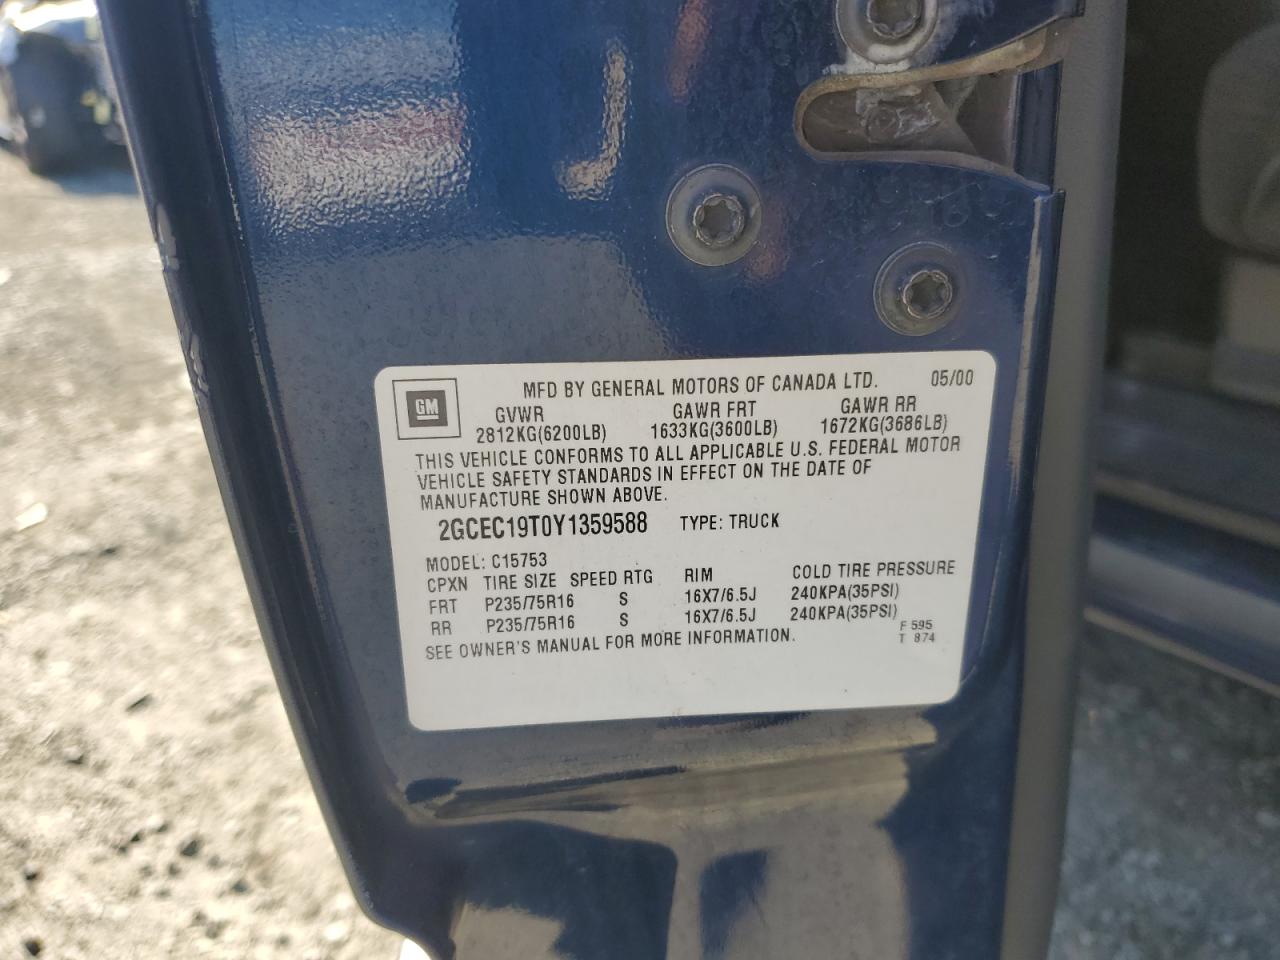 GM
MFD BY GENERAL MOTORS OF CANADA LTD. 05/00
GVWR GAWR FRT GAWR RR
2812KG(6200LB) 1633KG(3600LB) 1672KG(3686LB)
THIS VEHICLE CONFORMS TO ALL APPLICABLE U.S. FEDERAL MOTOR
VEHICLE SAFETY STANDARDS IN EFFECT ON THE DATE OF
MANUFACTURE SHOWN ABOVE.
2GCEC19T0Y1359588 TYPE: TRUCK
MODEL: C15753
CPXN TIRE SIZE SPEED RTG RIM COLD TIRE PRESSURE
FRT P235/75R16 S 16X7/6.5J 240KPA(35PSI)
RR P235/75R16 S 16X7/6.5J 240KPA(35PSI)
SEE OWNER'S MANUAL FOR MORE INFORMATION.
F 595
T 874